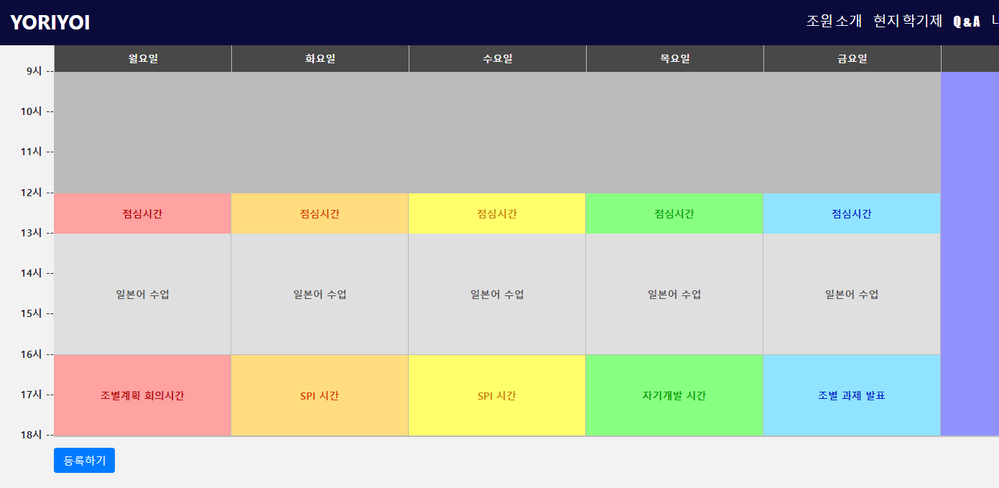 YORIYOI
조원 소개 현지 학기제 Q&A
월요일 화요일 수요일 목요일 금요일
9시 --
10시 --
11시 --
12시 --
점심시간 점심시간 점심시간 점심시간 점심시간
13시 --
14시 --
일본어 수업 일본어 수업 일본어 수업 일본어 수업 일본어 수업
15시 --
16시 --
17시 --
조별계획 회의시간 SPI 시간 SPI 시간 자기개발 시간 조별 과제 발표
18시 --
등록하기